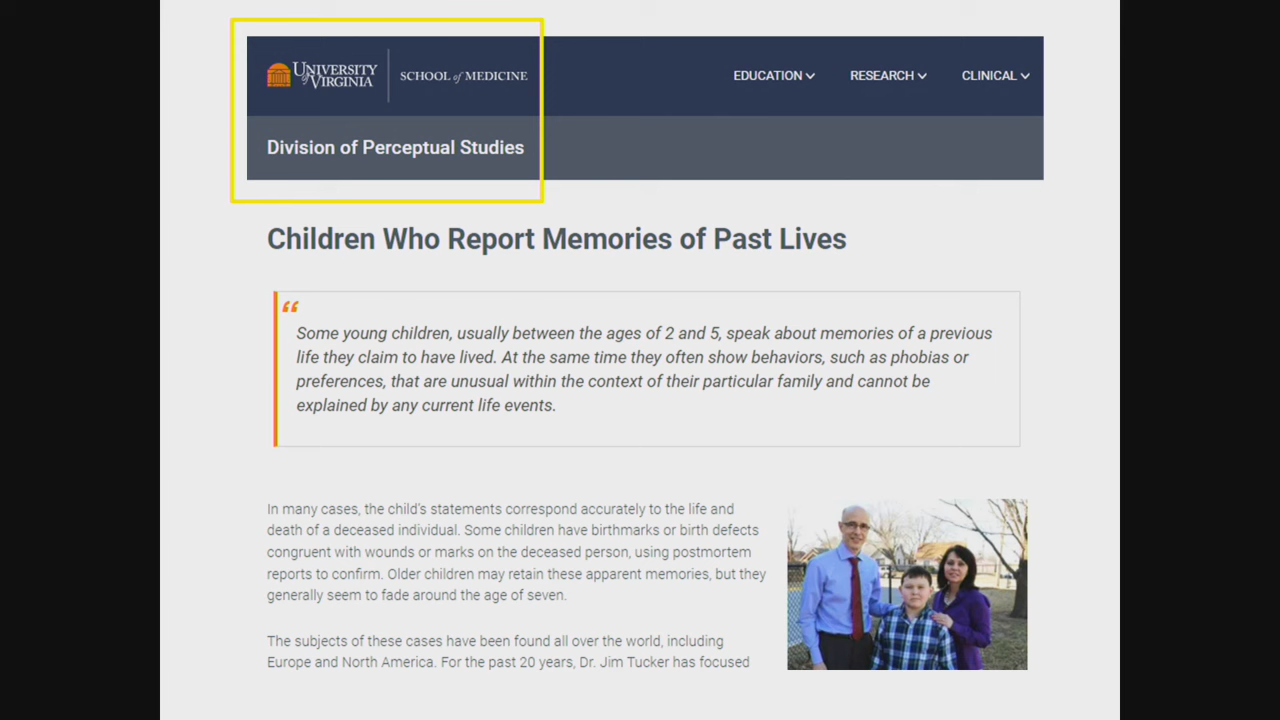 UNIVERSITY of VIRGINIA SCHOOL of MEDICINE
EDUCATION RESEARCH CLINICAL
Division of Perceptual Studies
Children Who Report Memories of Past Lives
“
Some young children, usually between the ages of 2 and 5, speak about memories of a previous
life they claim to have lived. At the same time they often show behaviors, such as phobias or
preferences, that are unusual within the context of their particular family and cannot be
explained by any current life events.
In many cases, the child's statements correspond accurately to the life and
death of a deceased individual. Some children have birthmarks or birth defects
congruent with wounds or marks on the deceased person, using postmortem
reports to confirm. Older children may retain these apparent memories, but they
generally seem to fade around the age of seven.
The subjects of these cases have been found all over the world, including
Europe and North America. For the past 20 years, Dr. Jim Tucker has focused